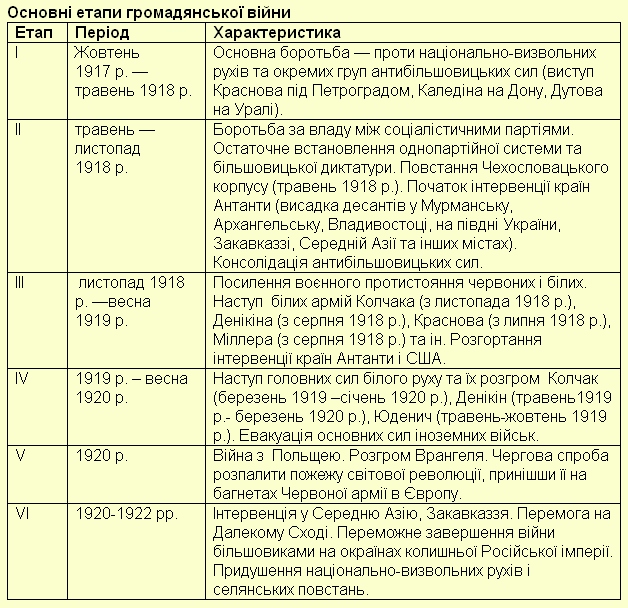 Основні етапи громадянської війни
Етап Період Характеристика
I Жовтень 1917 р. — травень 1918 р.
Основна боротьба — проти національно-визвольних
рухів та окремих груп антибільшовицьких сил (виступ
Краснова під Петроградом, Каледіна на Дону, Дутова
на Уралі).
II травень — листопад 1918 р.
Боротьба за владу між соціалістичними партіями.
Остаточне встановлення однопартійної системи та
більшовицької диктатури. Повстання Чехословацького
корпусу (травень 1918 р.). Початок інтервенції країн
Антанти (висадка десантів у Мурманську,
Архангельську, Владивостоці, на півдні України,
Закавказзі, Середній Азії та інших містах).
Консолідація антибільшовицьких сил.
III листопад 1918 р. —весна 1919 р.
Посилення воєнного протистояння червоних і білих.
Наступ білих армій Колчака (з листопада 1918 р.),
Денікіна (з серпня 1918 р.), Краснова (з липня 1918 р.),
Міллера (з серпня 1918 р.) та ін. Розгортання
інтервенції країн Антанти і США.
IV 1919 р. – весна 1920 р.
Наступ головних сил білого руху та їх розгром Колчак
(березень 1919 –січень 1920 р.), Денікін (травень1919
р.- березень 1920 р.), Юденич (травень-жовтень 1919
р.). Евакуація основних сил іноземних військ.
V 1920 р.
Війна з Польщею. Розгром Врангеля. Чергова спроба
розпалити пожежу світової революції, принішши її на
багнетах Червоної армії в Європу.
VI 1920-1922 рр.
Інтервенція у Середню Азію, Закавказзя. Перемога на
Далекому Сході. Переможне завершення війни
більшовиками на окраїнах колишньої Російської імперії.
Придушення національно-визвольних рухів і
селянських повстань.